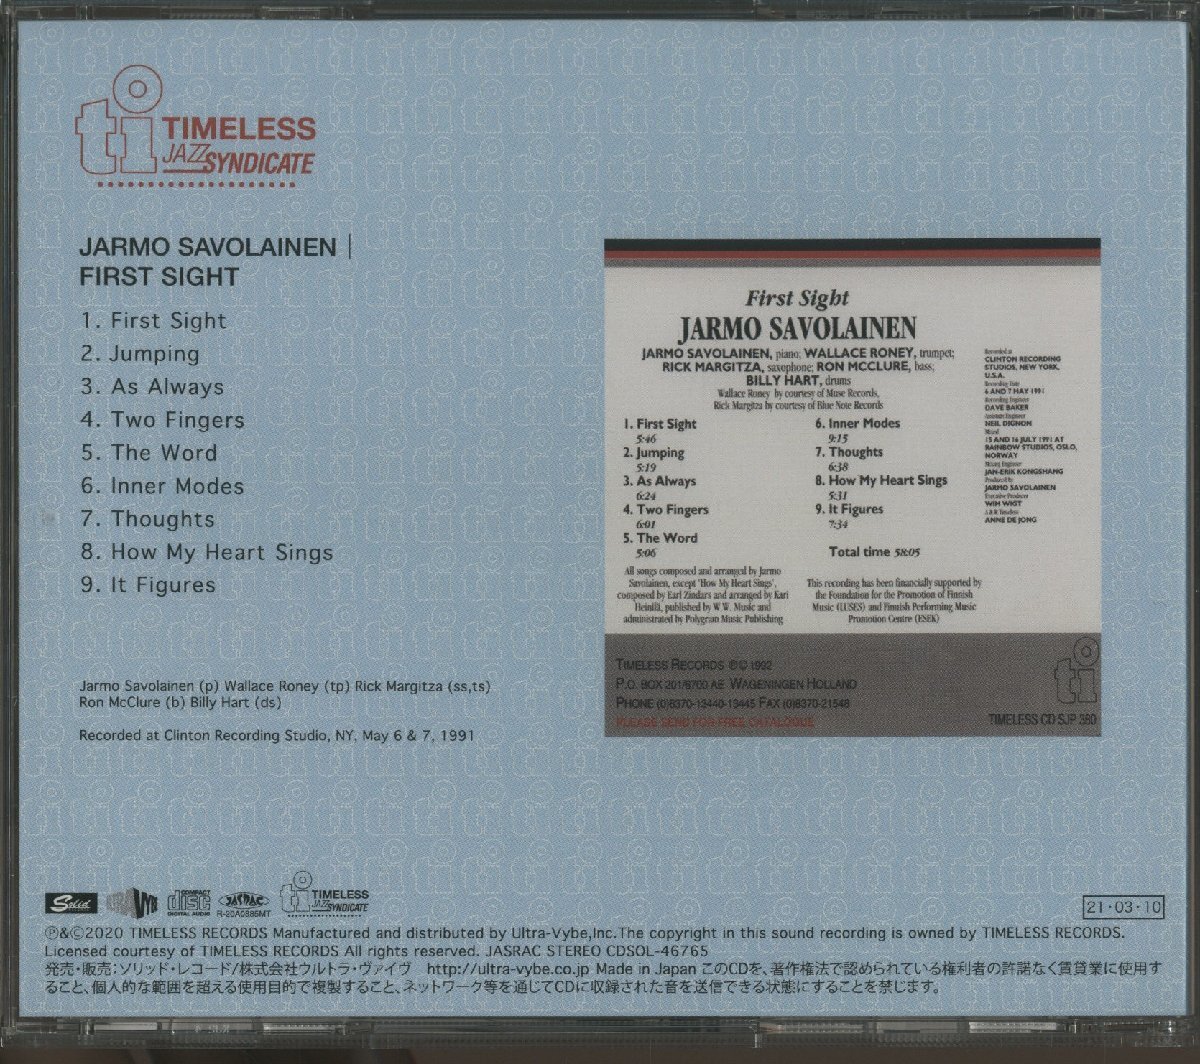 TIMELESS
JAZZ SYNDICATE
JARMO SAVOLAINEN |
FIRST SIGHT
1. First Sight
2. Jumping
3. As Always
4. Two Fingers
5. The Word
6. Inner Modes
7. Thoughts
8. How My Heart Sings
9. It Figures
Jarmo Savolainen (p) Wallace Roney (tp) Rick Margitza (ss,ts)
Ron McClure (b) Billy Hart (ds)
Recorded at Clinton Recording Studio, NY, May 6 & 7, 1991
First Sight
JARMO SAVOLAINEN
JARMO SAVOLAINEN, piano; WALLACE RONEY, trumpet;
RICK MARGITZA, saxophone; RON MCCLURE, bass;
BILLY HART, drums
Wallace Roney by courtesy of Muse Records,
Rick Margitza by courtesy of Blue Note Records
1. First Sight
5:46
2. Jumping
5:19
3. As Always
6:24
4. Two Fingers
6:01
5. The Word
5:06
6. Inner Modes
9:15
7. Thoughts
6:38
8. How My Heart Sings
5:31
9. It Figures
7:34
Total time 58:05
Recorded at
CLINTON RECORDING
STUDIOS, NEW YORK,
U.S.A.
Recording Date
6 AND 7 MAY 1991
Recording Engineer
DAVE BAKER
Assistant Engineer
NEIL DIGNON
Mixed
15 AND 16 JULY 1991 AT
RAINBOW STUDIOS, OSLO,
NORWAY
Mixing Engineer
JAN-ERIK KONGSHANG
Produced by
JARMO SAVOLAINEN
Executive Producer
WIM WIGT
ANNE DE JONG
All songs composed and arranged by Jarmo
Savolainen, except 'How My Heart Sings',
composed by Earl Zindars and arranged by Kari
Heinilä, published by W.W. Music and
administrated by Polygram Music Publishing
This recording has been financially supported by
the Foundation for the Promotion of Finnish
Music (LUSES) and Finnish Performing Music
Promotion Centre (ESEK)
TIMELESS RECORDS ℗© 1992
P.O. BOX 201/6700 AE WAGENINGEN HOLLAND
PHONE (0)8370-13440-13445 FAX (0)8370-21548
PLEASE SEND FOR FREE CATALOGUE
TIMELESS CD SJP 380
Solid
ULTRA-VYBE
COMPACT disc DIGITAL AUDIO
JASRAC
R-20A0885MT
TIMELESS
JAZZ SYNDICATE
21·03·10
℗&©2020 TIMELESS RECORDS Manufactured and distributed by Ultra-Vybe,Inc.The copyright in this sound recording is owned by TIMELESS RECORDS.
Licensed courtesy of TIMELESS RECORDS All rights reserved. JASRAC STEREO CDSOL-46765
発売・販売:ソリッド・レコード/株式会社ウルトラ・ヴァイヴ http://ultra-vybe.co.jp Made in Japan このCDを、著作権法で認められている権利者の許諾なく賃貸業に使用す
ること、個人的な範囲を超える使用目的で複製すること、ネットワーク等を通じてCDに収録された音を送信できる状態にすることを禁じます。